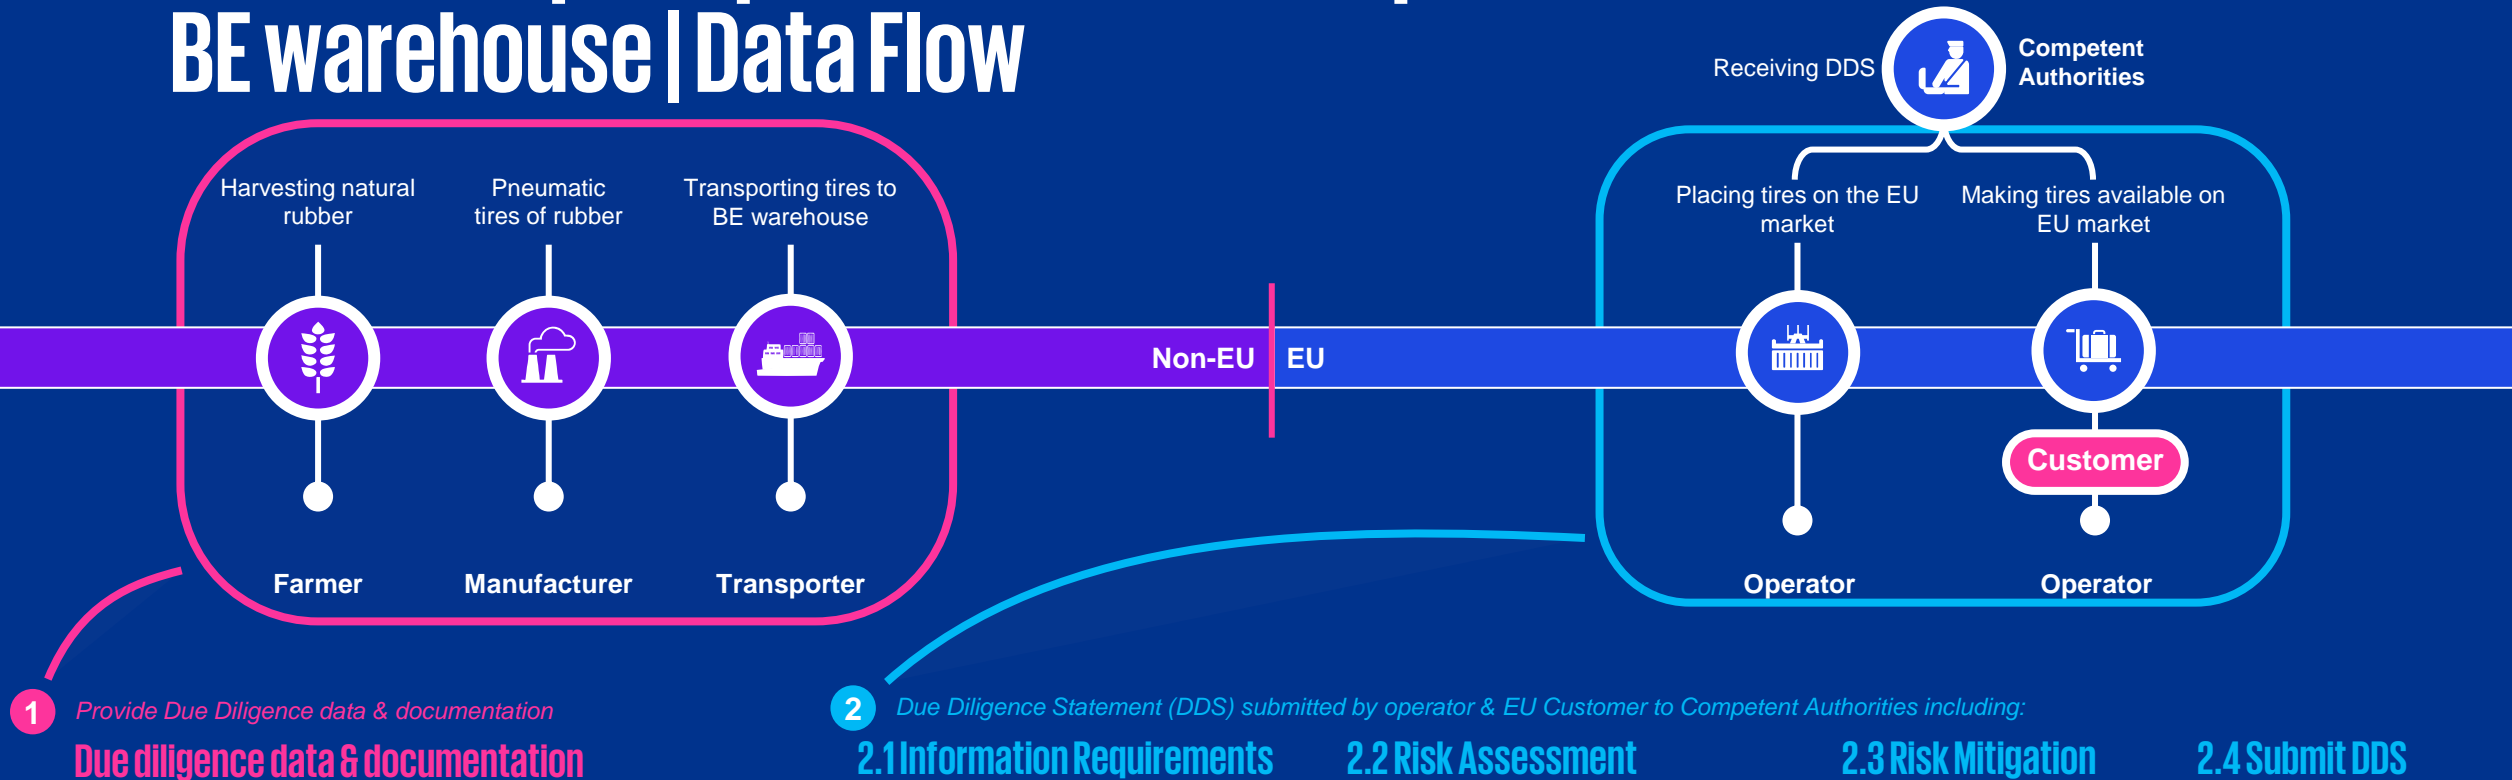 BE warehouse | Data Flow
Receiving DDS
Competent
Authorities
Harvesting natural
rubber
Pneumatic
tires of rubber
Transporting tires to
BE warehouse
Placing tires on the EU
market
Making tires available on
EU market
Non-EU
EU
Customer
Farmer
Manufacturer
Transporter
Operator
Operator
1
Provide Due Diligence data & documentation
Due diligence data & documentation
2
Due Diligence Statement (DDS) submitted by operator & EU Customer to Competent Authorities including:
2.1 Information Requirements
2.2 Risk Assessment
2.3 Risk Mitigation
2.4 Submit DDS